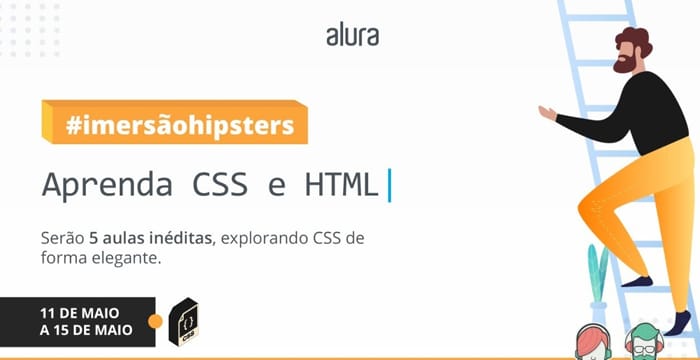 alura
#imersãohipsters
Aprenda CSS e HTML
Serão 5 aulas inéditas, explorando CSS de
forma elegante.
11 DE MAIO
A 15 DE MAIO
{ }
CSS